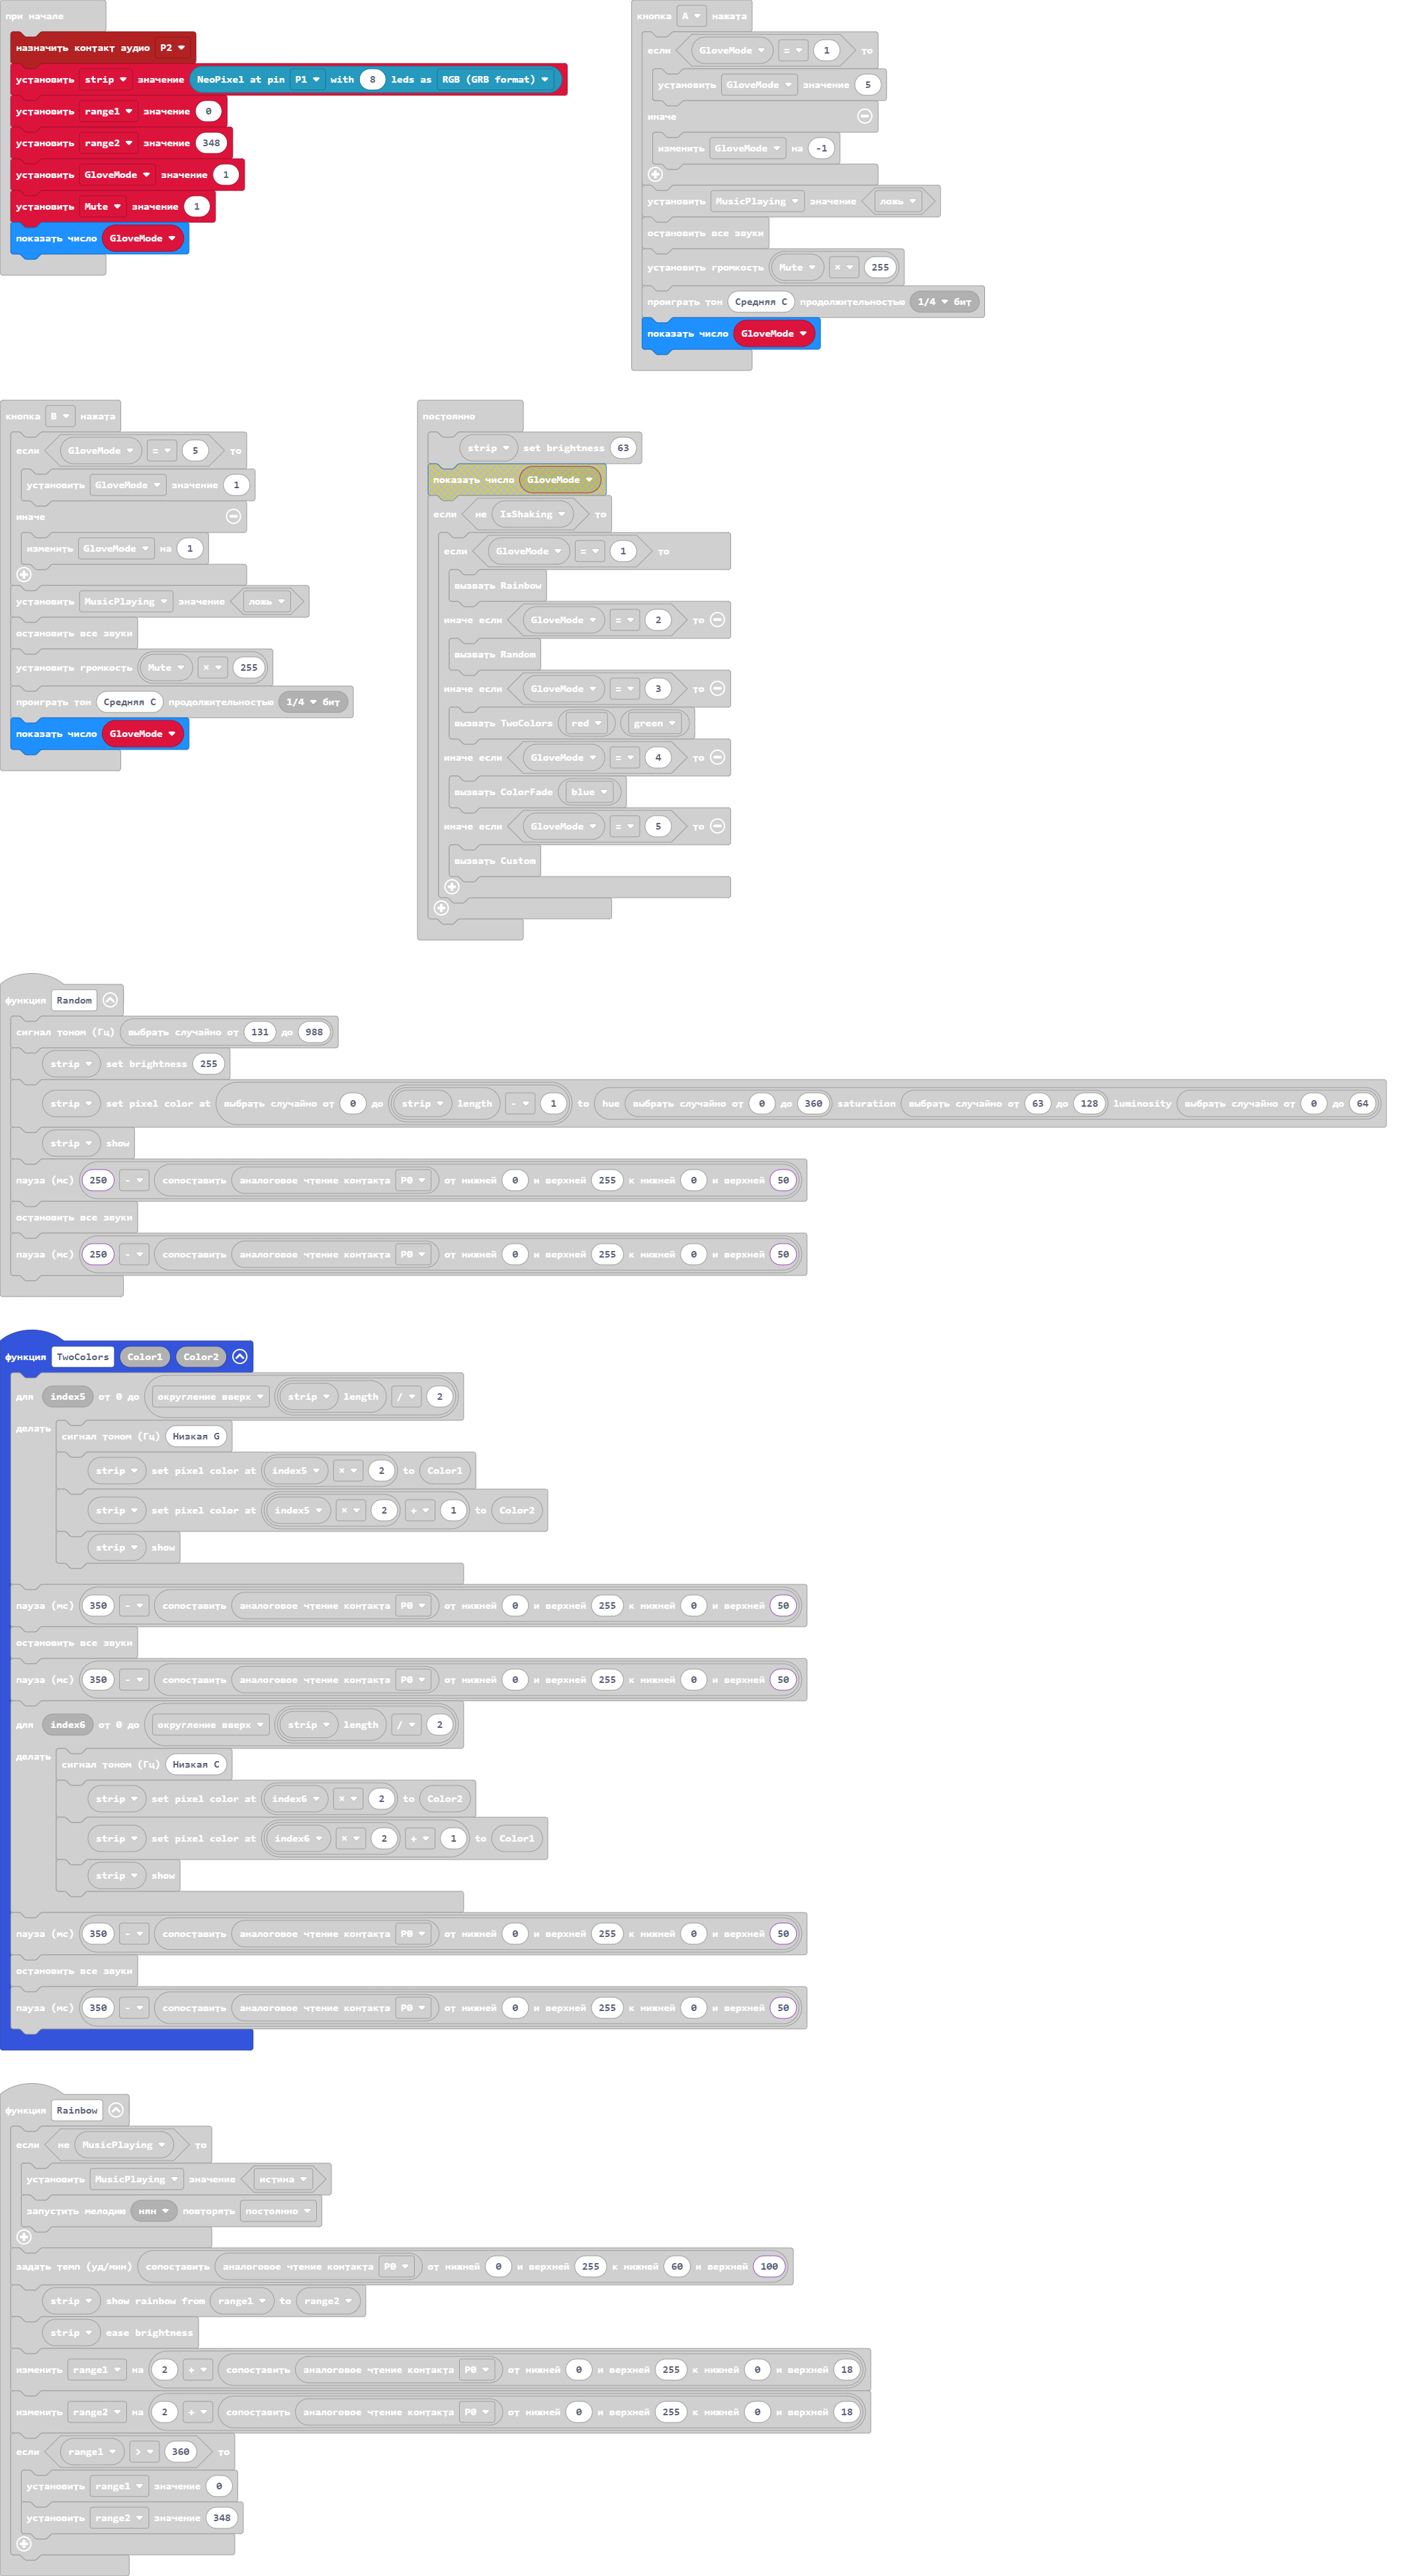 при начале
назначить контакт аудио P2
установить strip значение NeoPixel at pin P1 with 8 leds as RGB (GRB format)
установить range1 значение 0
установить range2 значение 348
установить GloveMode значение 1
установить Mute значение 1
показать число GloveMode
кнопка A нажата
если GloveMode = 1 то
установить GloveMode значение 5
иначе
изменить GloveMode на -1
установить MusicPlaying значение ложь
остановить все звуки
установить громкость Mute × 255
проиграть тон Средняя C продолжительностью 1/4 бит
показать число GloveMode
кнопка B нажата
если GloveMode = 5 то
установить GloveMode значение 1
иначе
изменить GloveMode на 1
установить MusicPlaying значение ложь
остановить все звуки
установить громкость Mute × 255
проиграть тон Средняя C продолжительностью 1/4 бит
показать число GloveMode
постоянно
strip set brightness 63
показать число GloveMode
если не IsShaking то
если GloveMode = 1 то
вызвать Rainbow
иначе если GloveMode = 2 то
вызвать Random
иначе если GloveMode = 3 то
вызвать TwoColors red green
иначе если GloveMode = 4 то
вызвать ColorFade blue
иначе если GloveMode = 5 то
вызвать Custom
функция Random
сигнал тоном (Гц) выбрать случайно от 131 до 988
strip set brightness 255
strip set pixel color at выбрать случайно от 0 до strip length - 1 to hue выбрать случайно от 0 до 360 saturation выбрать случайно от 63 до 128 luminosity выбрать случайно от 0 до 64
strip show
пауза (мс) 250 - сопоставить аналоговое чтение контакта P0 от нижней 0 и верхней 255 к нижней 0 и верхней 50
остановить все звуки
пауза (мс) 250 - сопоставить аналоговое чтение контакта P0 от нижней 0 и верхней 255 к нижней 0 и верхней 50
функция TwoColors Color1 Color2
для index5 от 0 до округление вверх strip length / 2
делать
сигнал тоном (Гц) Низкая G
strip set pixel color at index5 × 2 to Color1
strip set pixel color at index5 × 2 + 1 to Color2
strip show
пауза (мс) 350 - сопоставить аналоговое чтение контакта P0 от нижней 0 и верхней 255 к нижней 0 и верхней 50
остановить все звуки
пауза (мс) 350 - сопоставить аналоговое чтение контакта P0 от нижней 0 и верхней 255 к нижней 0 и верхней 50
для index6 от 0 до округление вверх strip length / 2
делать
сигнал тоном (Гц) Низкая C
strip set pixel color at index6 × 2 to Color2
strip set pixel color at index6 × 2 + 1 to Color1
strip show
пауза (мс) 350 - сопоставить аналоговое чтение контакта P0 от нижней 0 и верхней 255 к нижней 0 и верхней 50
остановить все звуки
пауза (мс) 350 - сопоставить аналоговое чтение контакта P0 от нижней 0 и верхней 255 к нижней 0 и верхней 50
функция Rainbow
если не MusicPlaying то
установить MusicPlaying значение истина
запустить мелодию нян повторять постоянно
задать темп (уд/мин) сопоставить аналоговое чтение контакта P0 от нижней 0 и верхней 255 к нижней 60 и верхней 100
strip show rainbow from range1 to range2
strip ease brightness
изменить range1 на 2 + сопоставить аналоговое чтение контакта P0 от нижней 0 и верхней 255 к нижней 0 и верхней 18
изменить range2 на 2 + сопоставить аналоговое чтение контакта P0 от нижней 0 и верхней 255 к нижней 0 и верхней 18
если range1 > 360 то
установить range1 значение 0
установить range2 значение 348